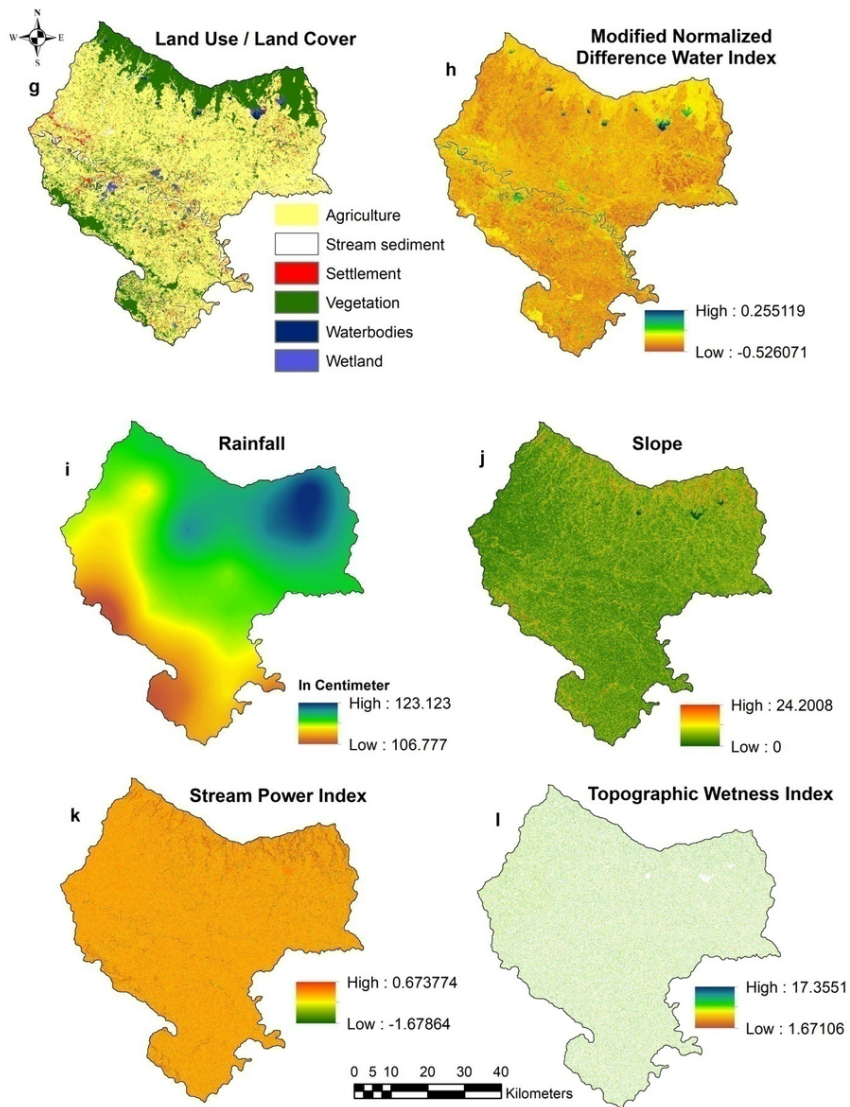 N
W E
S
g
Land Use / Land Cover
Agriculture
Stream sediment
Settlement
Vegetation
Waterbodies
Wetland
h
Modified Normalized
Difference Water Index
High : 0.255119
Low : -0.526071
i
Rainfall
In Centimeter
High : 123.123
Low : 106.777
j
Slope
High : 24.2008
Low : 0
k
Stream Power Index
High : 0.673774
Low : -1.67864
l
Topographic Wetness Index
High : 17.3551
Low : 1.67106
0 5 10 20 30 40
Kilometers